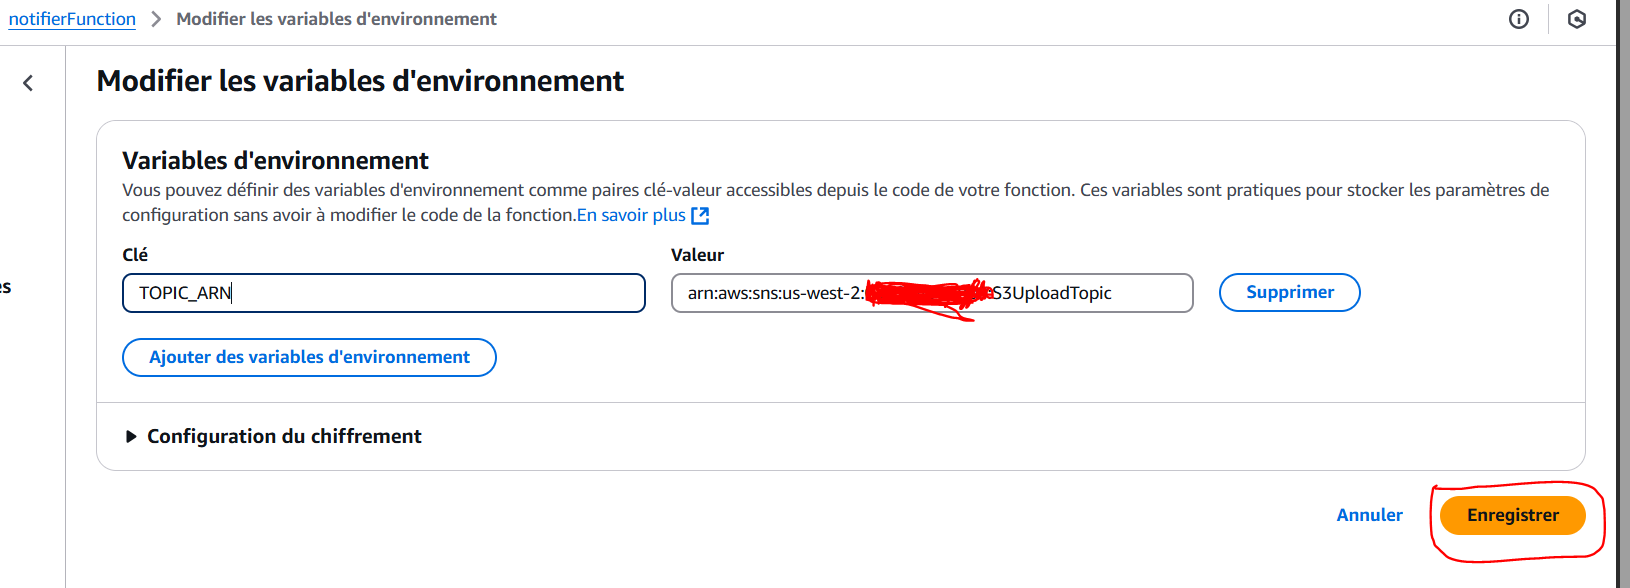 notifierFunction > Modifier les variables d'environnement
Modifier les variables d'environnement
Variables d'environnement
Vous pouvez définir des variables d'environnement comme paires clé-valeur accessibles depuis le code de votre fonction. Ces variables sont pratiques pour stocker les paramètres de
configuration sans avoir à modifier le code de la fonction.En savoir plus
Clé Valeur
TOPIC_ARN arn:aws:sns:us-west-2: S3UploadTopic Supprimer
Ajouter des variables d'environnement
Configuration du chiffrement
Annuler Enregistrer